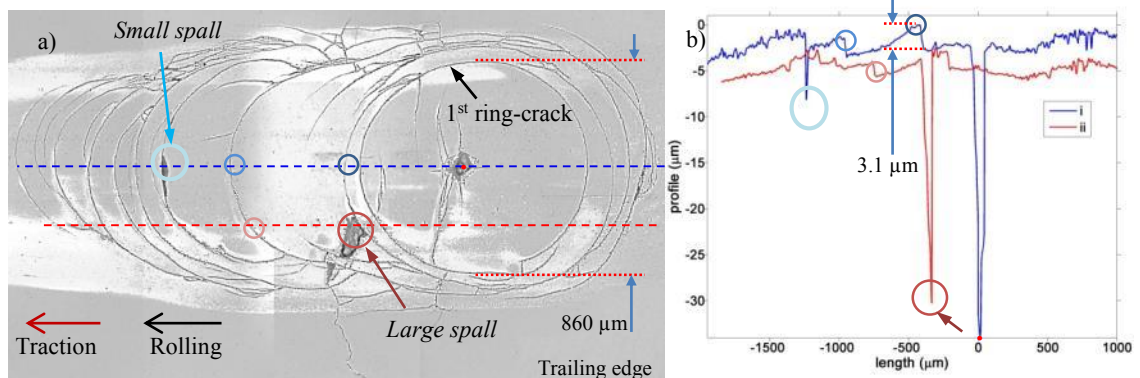 a)
Small spall
1st ring-crack
Large spall
860 µm
Traction
Rolling
Trailing edge
b)
0
-5
-10
-15
-20
-25
-30
profile (µm)
3.1 µm
i
ii
-1500
-1000
-500
0
500
1000
length (µm)